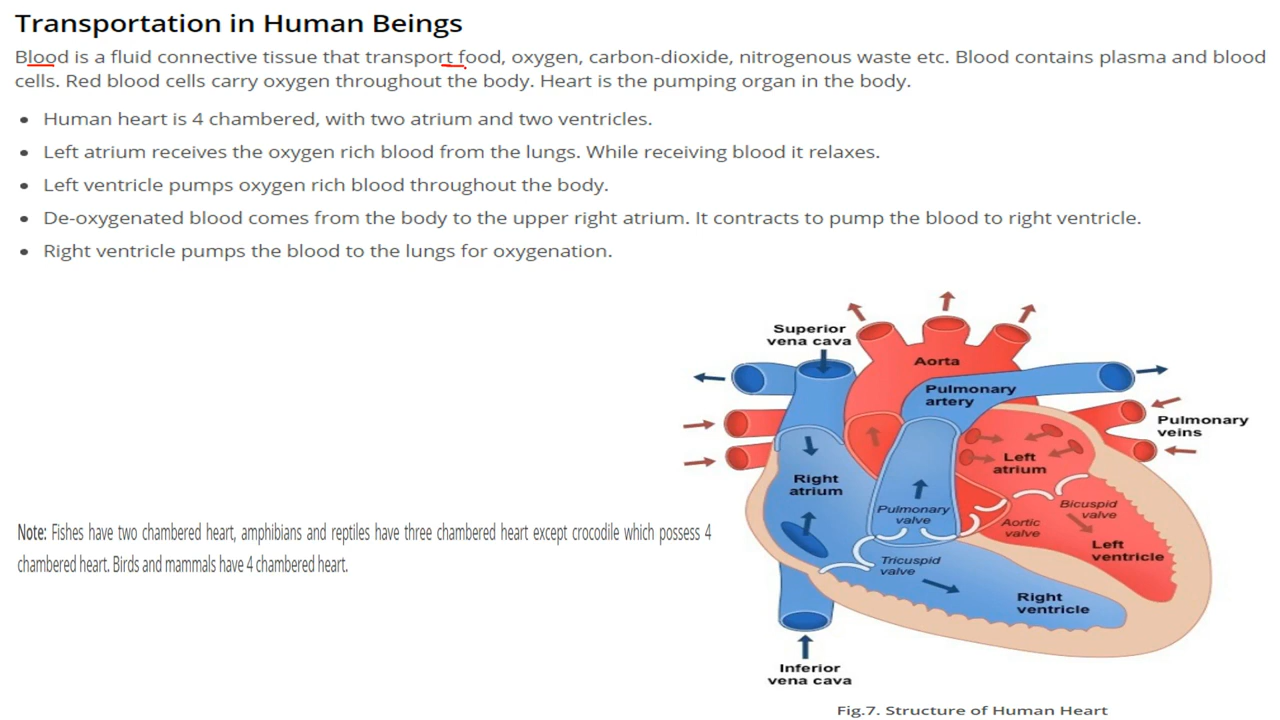 Transportation in Human Beings
Blood is a fluid connective tissue that transport food, oxygen, carbon-dioxide, nitrogenous waste etc. Blood contains plasma and blood
cells. Red blood cells carry oxygen throughout the body. Heart is the pumping organ in the body.
• Human heart is 4 chambered, with two atrium and two ventricles.
• Left atrium receives the oxygen rich blood from the lungs. While receiving blood it relaxes.
• Left ventricle pumps oxygen rich blood throughout the body.
• De-oxygenated blood comes from the body to the upper right atrium. It contracts to pump the blood to right ventricle.
• Right ventricle pumps the blood to the lungs for oxygenation.
Note: Fishes have two chambered heart, amphibians and reptiles have three chambered heart except crocodile which possess 4
chambered heart. Birds and mammals have 4 chambered heart.
Superior
vena cava
Aorta
Pulmonary
artery
Pulmonary
veins
Left
atrium
Right
atrium
Pulmonary
valve
Bicuspid
valve
Aortic
valve
Left
ventricle
Tricuspid
valve
Right
ventricle
Inferior
vena cava
Fig.7. Structure of Human Heart